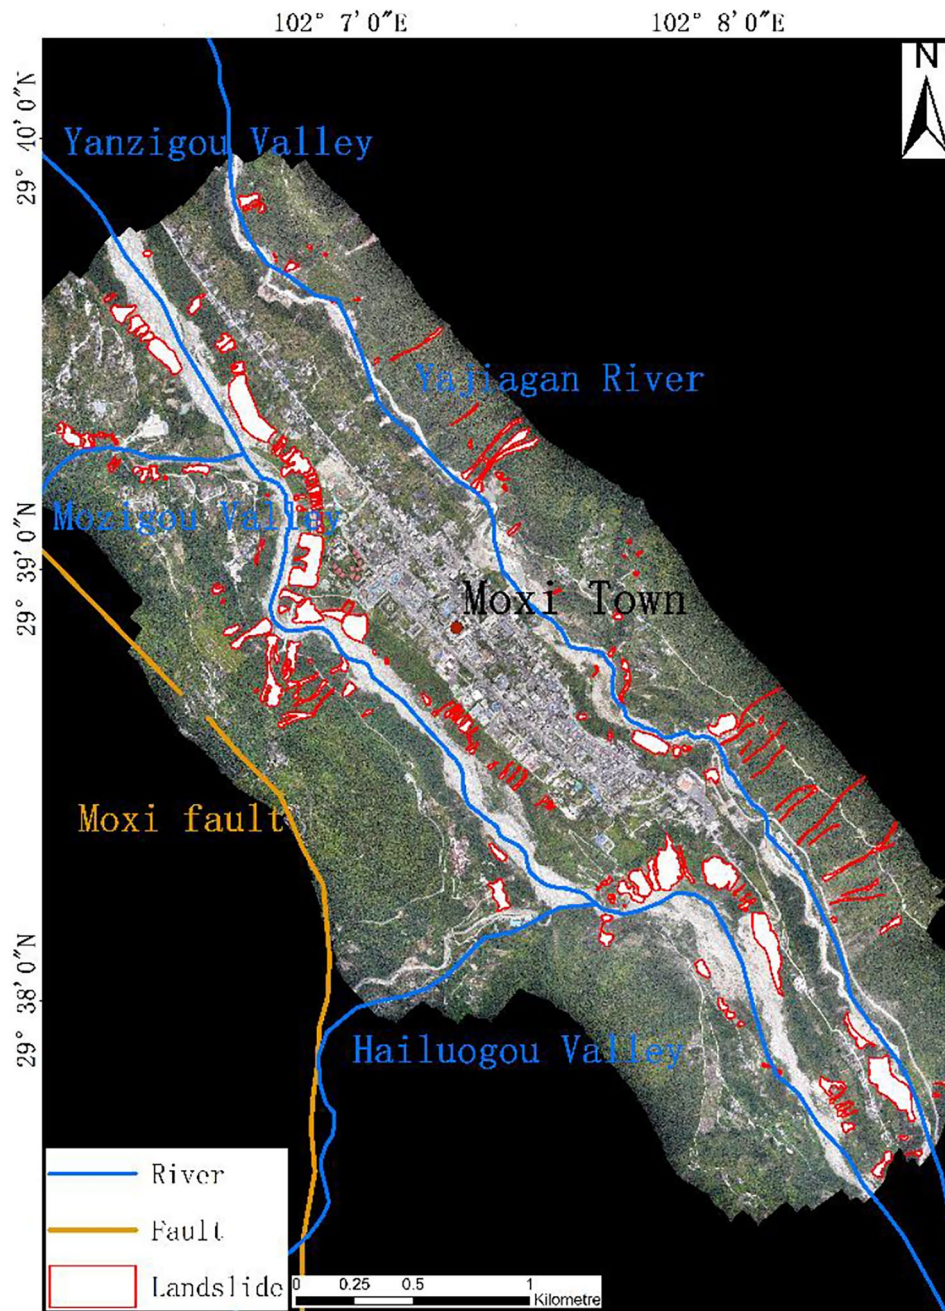 102° 7′0″E
102° 8′0″E
N
29° 40′0″N
Yanzigou Valley
Yajiagan River
Mozigou Valley
29° 39′0″N
Moxi Town
Moxi fault
29° 38′0″N
Hailuogou Valley
River
Fault
Landslide
0 0.25 0.5 1
Kilometre